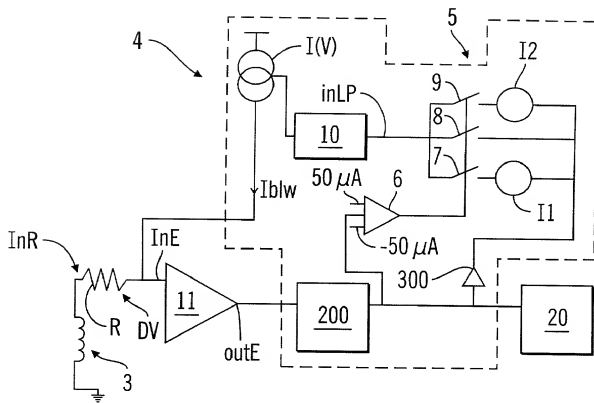 4
I(V)
5
I2
9
inLP
8
10
7
Iblw
50 µA
6
I1
-50 µA
InR
InE
300
R
DV
11
200
20
outE
3